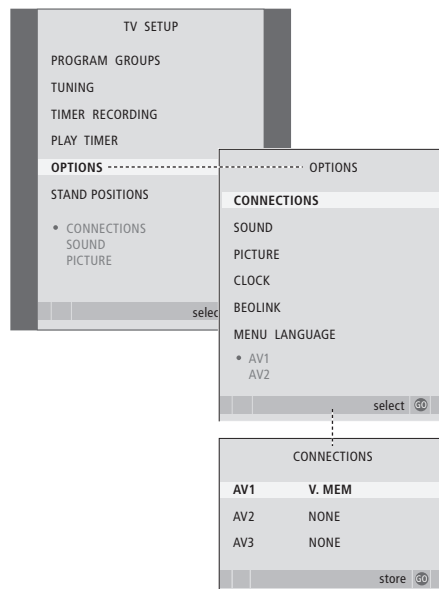 TV SETUP
PROGRAM GROUPS
TUNING
TIMER RECORDING
PLAY TIMER
OPTIONS
STAND POSITIONS
• CONNECTIONS
SOUND
PICTURE
selec
OPTIONS
CONNECTIONS
SOUND
PICTURE
CLOCK
BEOLINK
MENU LANGUAGE
• AV1
AV2
select GO
CONNECTIONS
AV1 V. MEM
AV2 NONE
AV3 NONE
store GO